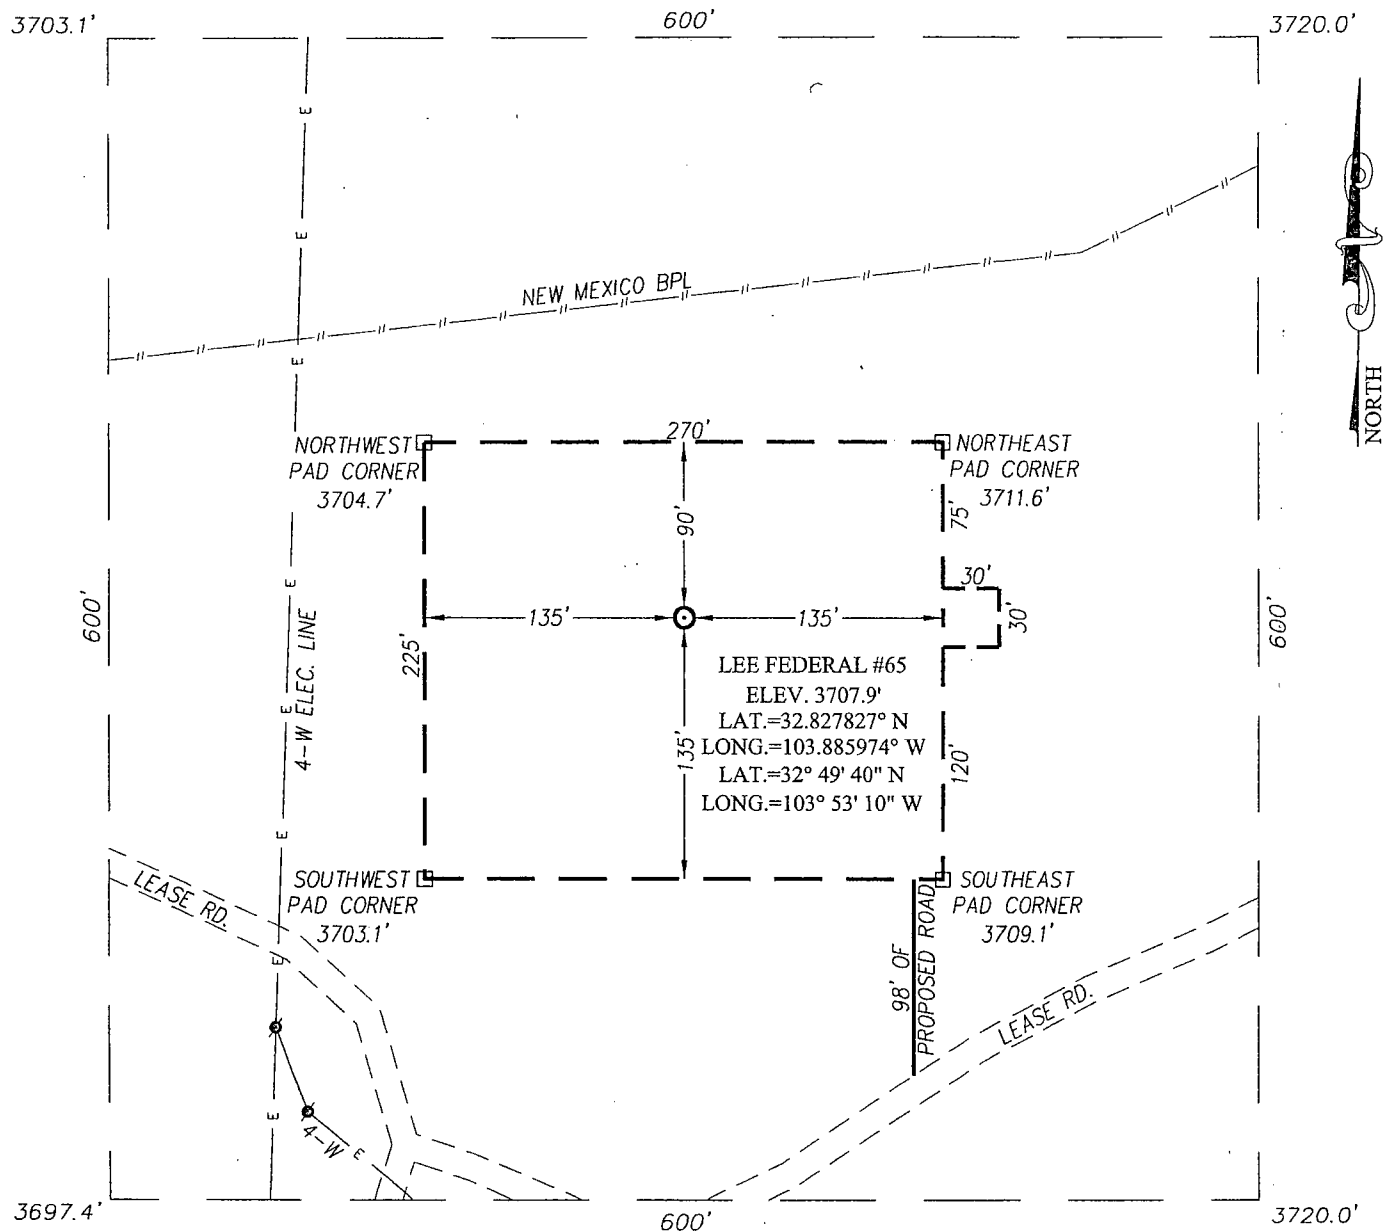 3703.1'
600'
3720.0'
E
E
NEW MEXICO BPL
E
NORTH
NORTHWEST
PAD CORNER
3704.7'
270'
NORTHEAST
PAD CORNER
3711.6'
90'
75'
E
30'
30'
600'
225'
135'
135'
600'
4-W ELEC. LINE
E
LEE FEDERAL #65
ELEV. 3707.9'
LAT.=32.827827° N
LONG.=103.885974° W
LAT.=32° 49' 40" N
LONG.=103° 53' 10" W
135'
120'
E
LEASE RD.
SOUTHWEST
PAD CORNER
3703.1'
SOUTHEAST
PAD CORNER
3709.1'
E
98' OF
PROPOSED ROAD
LEASE RD.
E
4-W
E
3697.4'
600'
3720.0'